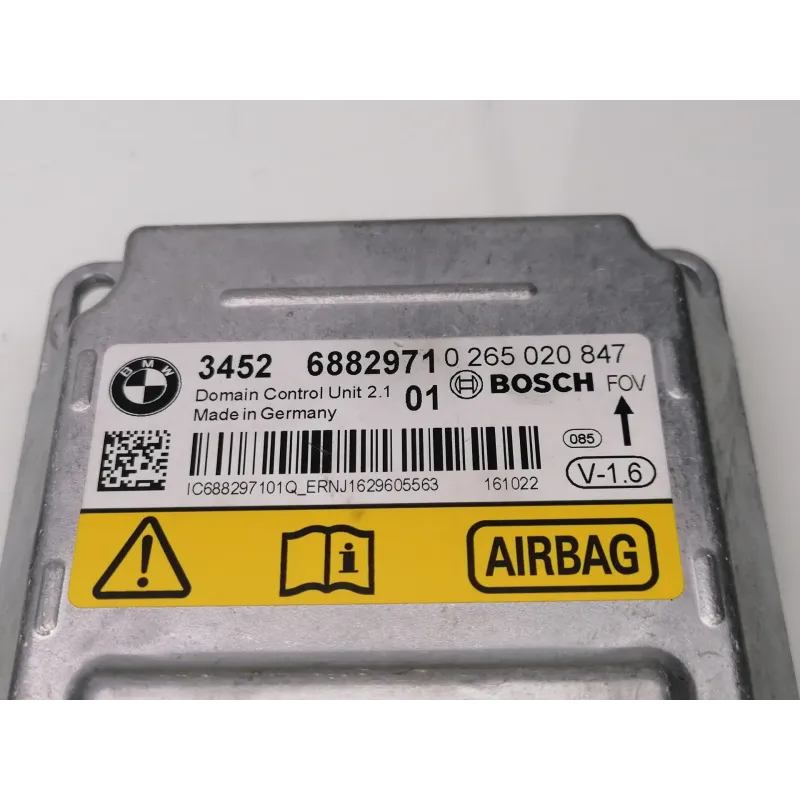 BMW
3452 6882971 0 265 020 847
Domain Control Unit 2.1 01 BOSCH FOV
Made in Germany
085
IC688297101Q_ERNJ1629605563 161022 V-1.6
AIRBAG